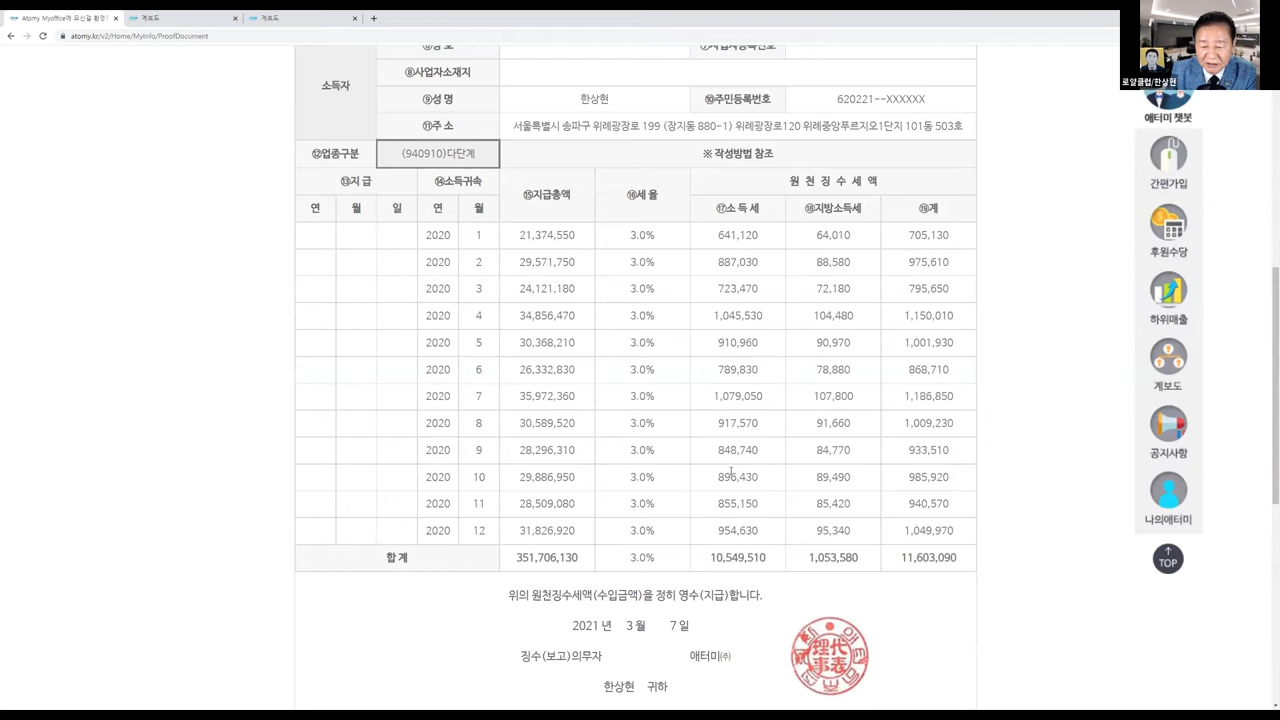 Atomy Myoffice에 오신걸 환영
계보도
계보도
atomy.kr/v2/Home/MyInfo/ProofDocument
로얄클럽/한상현
⑦사업자등록번호
소득자
⑧사업자소재지
⑨성 명 한상현 ⑩주민등록번호 620221--XXXXXX
⑪주 소 서울특별시 송파구 위례광장로 199 (장지동 880-1) 위례광장로120 위례중앙푸르지오1단지 101동 503호
⑫업종구분 (940910)다단계 ※ 작성방법 참조
⑬지 급 ⑭소득귀속 ⑮지급총액 ⑯세 율 원 천 징 수 세 액
연 월 일 연 월 ⑰소 득 세 ⑱지방소득세 ⑲계
2020 21,374,550 3.0% 641,120 64,010 705,130
2020 2 29,571,750 3.0% 887,030 88,580 975,610
2020 3 24,121,180 3.0% 723,470 72,180 795,650
2020 4 34,856,470 3.0% 1,045,530 104,480 1,150,010
2020 5 30,368,210 3.0% 910,960 90,970 1,001,930
2020 6 26,332,830 3.0% 789,830 78,880 868,710
2020 7 35,972,360 3.0% 1,079,050 107,800 1,186,850
2020 8 30,589,520 3.0% 917,570 91,660 1,009,230
2020 9 28,296,310 3.0% 848,740 84,770 933,510
2020 10 29,886,950 3.0% 896,430 89,490 985,920
2020 11 28,509,080 3.0% 855,150 85,420 940,570
2020 12 31,826,920 3.0% 954,630 95,340 1,049,970
합 계 351,706,130 3.0% 10,549,510 1,053,580 11,603,090
위의 원천징수세액(수입금액)을 정히 영수(지급)합니다.
2021 년 3 월 7 일
징수(보고)의무자 애터미㈜
한상현 귀하
代表
理事
애터미 챗봇
간편가입
후원수당
하위매출
계보도
공지사항
나의애터미
TOP